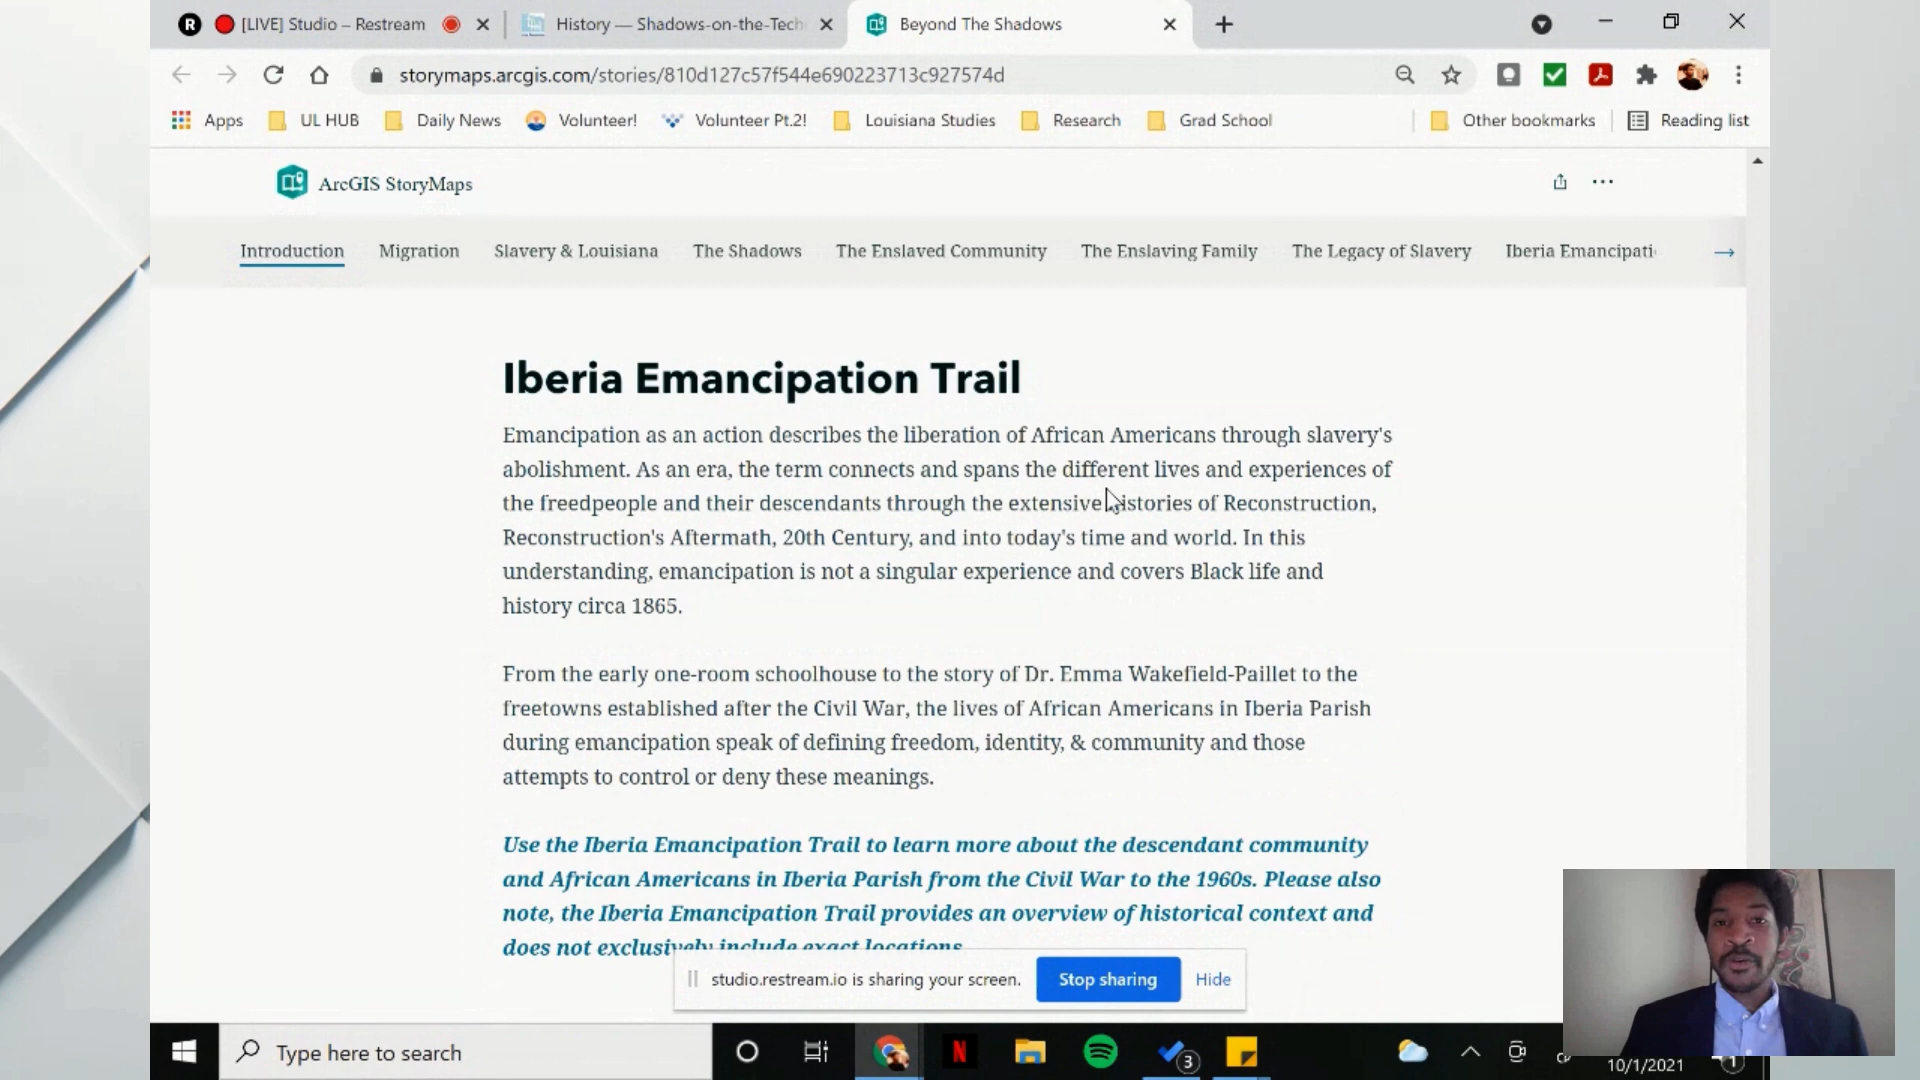 [LIVE] Studio – Restream
History — Shadows-on-the-Tech
Beyond The Shadows
storymaps.arcgis.com/stories/810d127c57f544e690223713c927574d
Apps UL HUB Daily News Volunteer! Volunteer Pt.2! Louisiana Studies Research Grad School Other bookmarks Reading list
ArcGIS StoryMaps
Introduction Migration Slavery & Louisiana The Shadows The Enslaved Community The Enslaving Family The Legacy of Slavery Iberia Emancipati
Iberia Emancipation Trail
Emancipation as an action describes the liberation of African Americans through slavery's
abolishment. As an era, the term connects and spans the different lives and experiences of
the freedpeople and their descendants through the extensive histories of Reconstruction,
Reconstruction's Aftermath, 20th Century, and into today's time and world. In this
understanding, emancipation is not a singular experience and covers Black life and
history circa 1865.
From the early one-room schoolhouse to the story of Dr. Emma Wakefield-Paillet to the
freetowns established after the Civil War, the lives of African Americans in Iberia Parish
during emancipation speak of defining freedom, identity, & community and those
attempts to control or deny these meanings.
Use the Iberia Emancipation Trail to learn more about the descendant community
and African Americans in Iberia Parish from the Civil War to the 1960s. Please also
note, the Iberia Emancipation Trail provides an overview of historical context and
does not exclusively include exact locations.
studio.restream.io is sharing your screen. Stop sharing Hide
Type here to search
3
10/1/2021
1